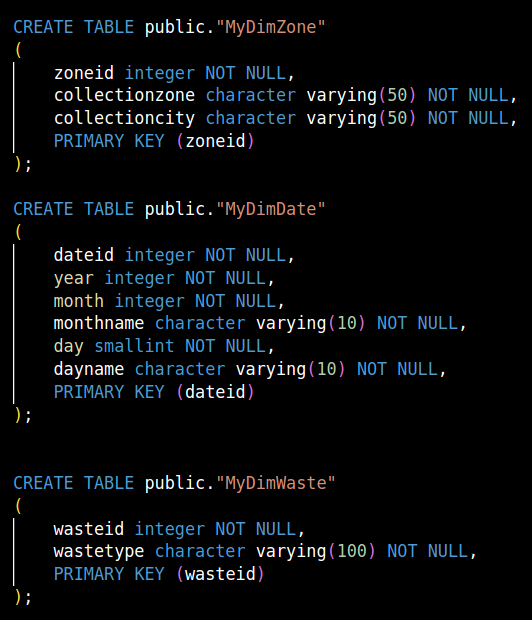 CREATE TABLE public."MyDimZone"
(
    zoneid integer NOT NULL,
    collectionzone character varying(50) NOT NULL,
    collectioncity character varying(50) NOT NULL,
    PRIMARY KEY (zoneid)
);
CREATE TABLE public."MyDimDate"
(
    dateid integer NOT NULL,
    year integer NOT NULL,
    month integer NOT NULL,
    monthname character varying(10) NOT NULL,
    day smallint NOT NULL,
    dayname character varying(10) NOT NULL,
    PRIMARY KEY (dateid)
);
CREATE TABLE public."MyDimWaste"
(
    wasteid integer NOT NULL,
    wastetype character varying(100) NOT NULL,
    PRIMARY KEY (wasteid)
);